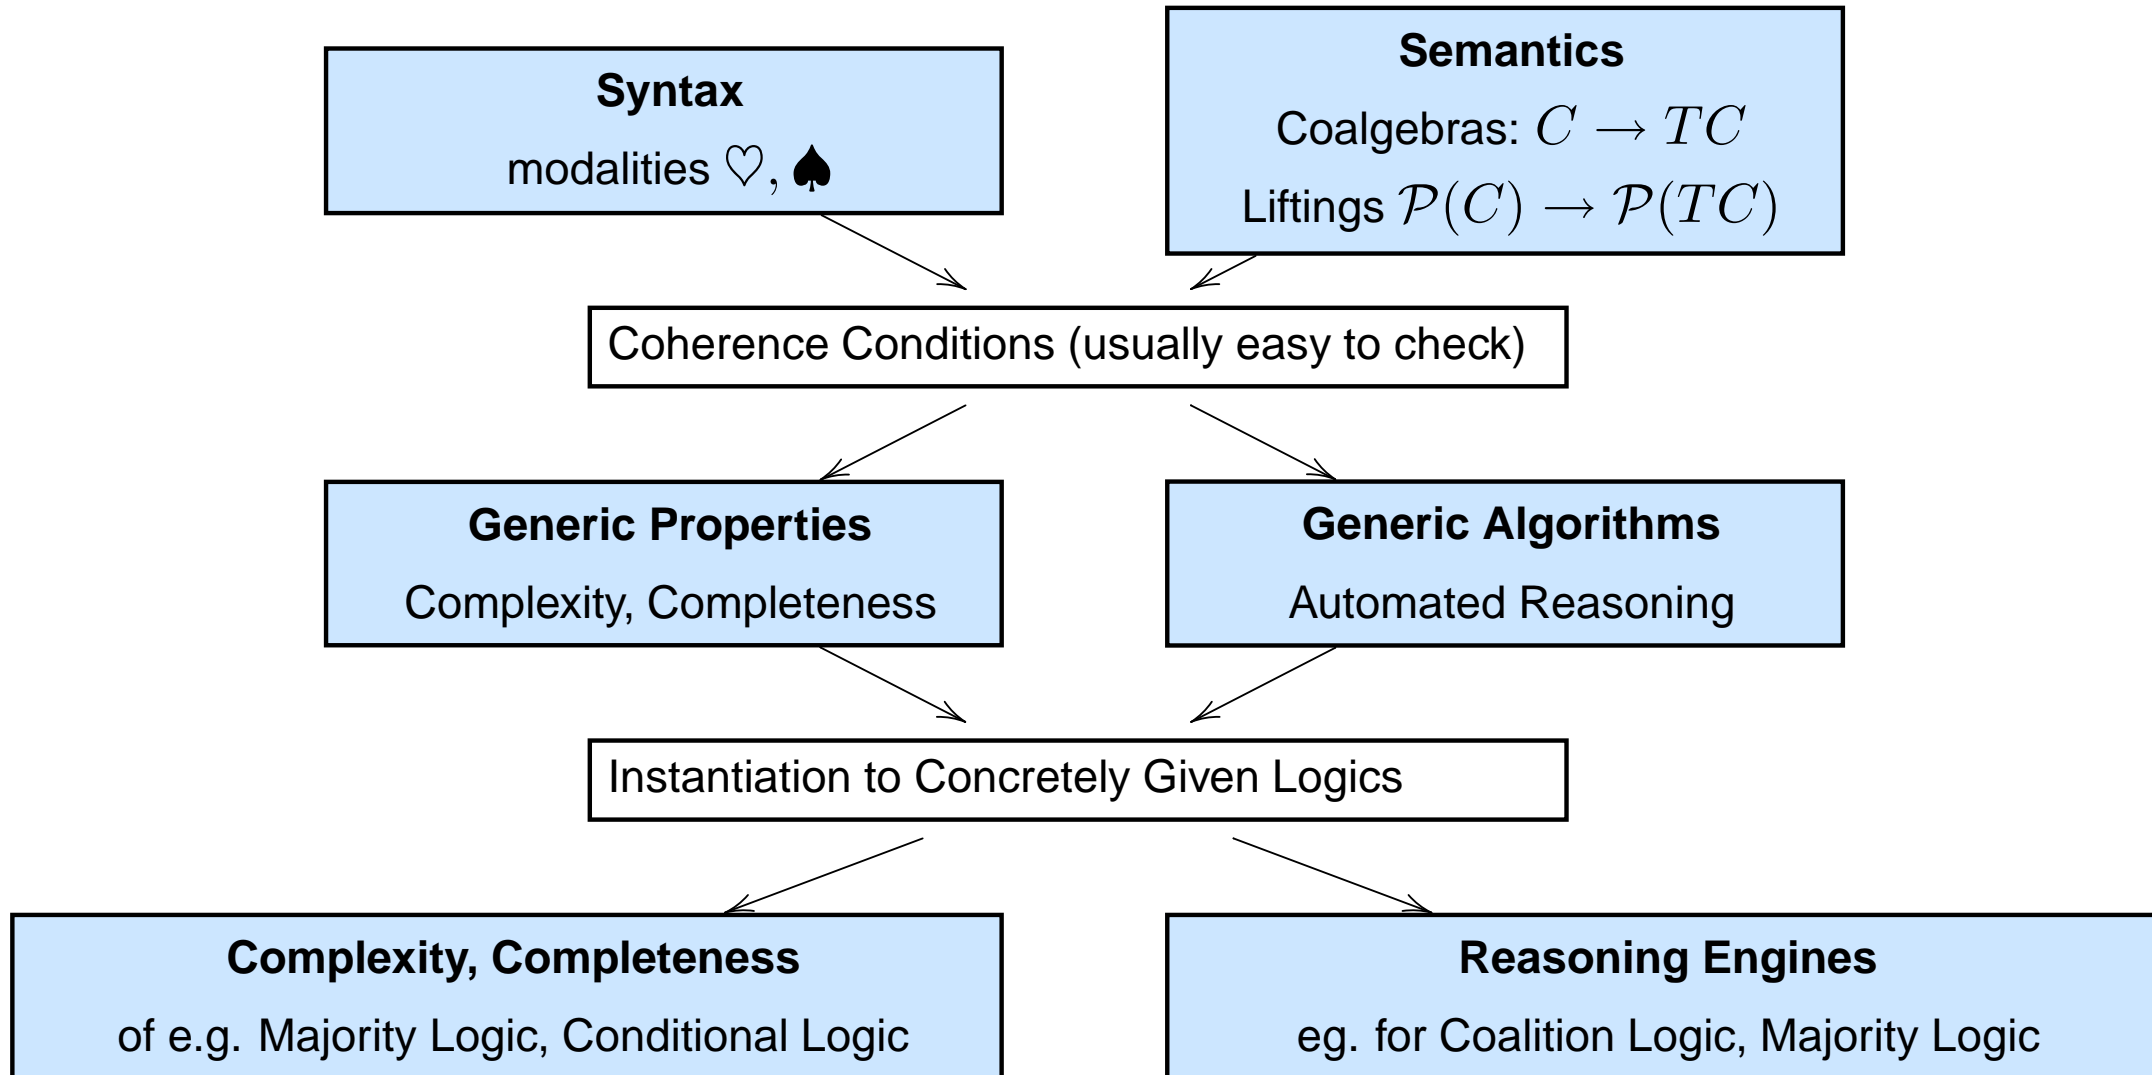 Syntax
modalities ♡, ♠
Semantics
Coalgebras: C → TC
Liftings 𝒫(C) → 𝒫(TC)
Coherence Conditions (usually easy to check)
Generic Properties
Complexity, Completeness
Generic Algorithms
Automated Reasoning
Instantiation to Concretely Given Logics
Complexity, Completeness
of e.g. Majority Logic, Conditional Logic
Reasoning Engines
eg. for Coalition Logic, Majority Logic